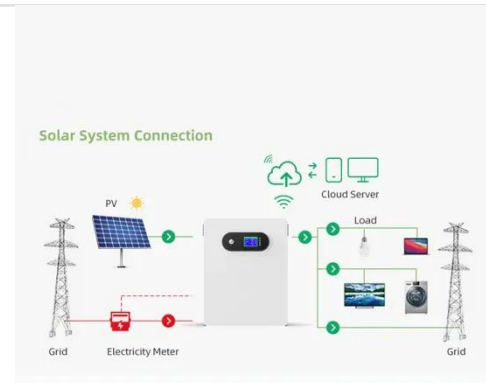 Solar System Connection
Cloud Server
PV
Load
Grid
Electricity Meter
Grid